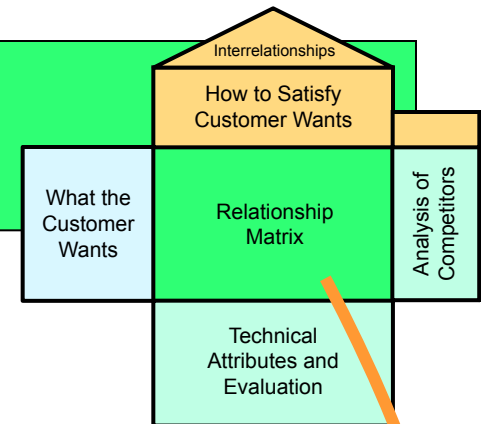 Interrelationships
How to Satisfy
Customer Wants
What the
Customer
Wants
Relationship
Matrix
Analysis of
Competitors
Technical
Attributes and
Evaluation